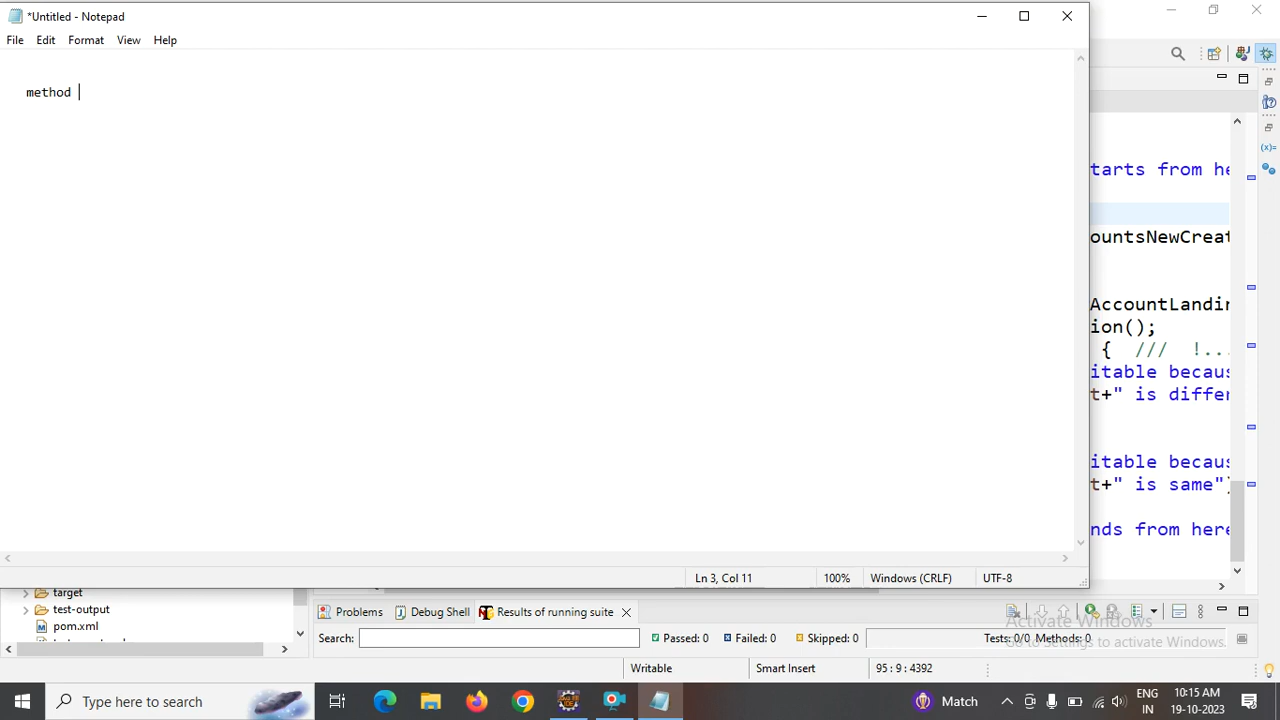 *Untitled - Notepad
File Edit Format View Help
method
tarts from he
ountsNewCreat
AccountLandin
ion();
{ /// !...
itable becaus
t+" is differ
itable becaus
t+" is same"
nds from here
Ln 3, Col 11 100% Windows (CRLF) UTF-8
target
test-output
pom.xml
Problems Debug Shell Results of running suite
Search: Passed: 0 Failed: 0 Skipped: 0 Tests: 0/0 Methods: 0
Activate Windows
Go to Settings to activate Windows.
Writable Smart Insert 95 : 9 : 4392
Type here to search
Match
ENG
IN
10:15 AM
19-10-2023